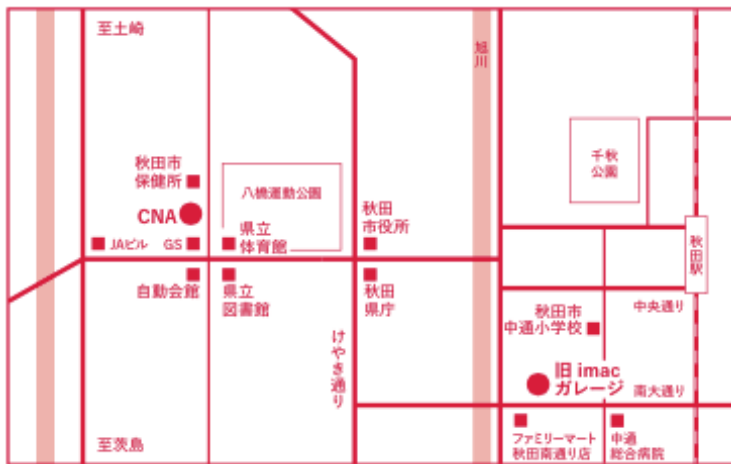 至土崎
旭川
秋田市
保健所
CNA
JAビル
GS
八橋運動公園
県立
体育館
秋田
市役所
千秋
公園
秋田駅
自動会館
県立
図書館
秋田
県庁
けやき通り
中央通り
秋田市
中通小学校
旧 imac
ガレージ
南大通り
至茨島
ファミリーマート
秋田南通り店
中通
総合病院